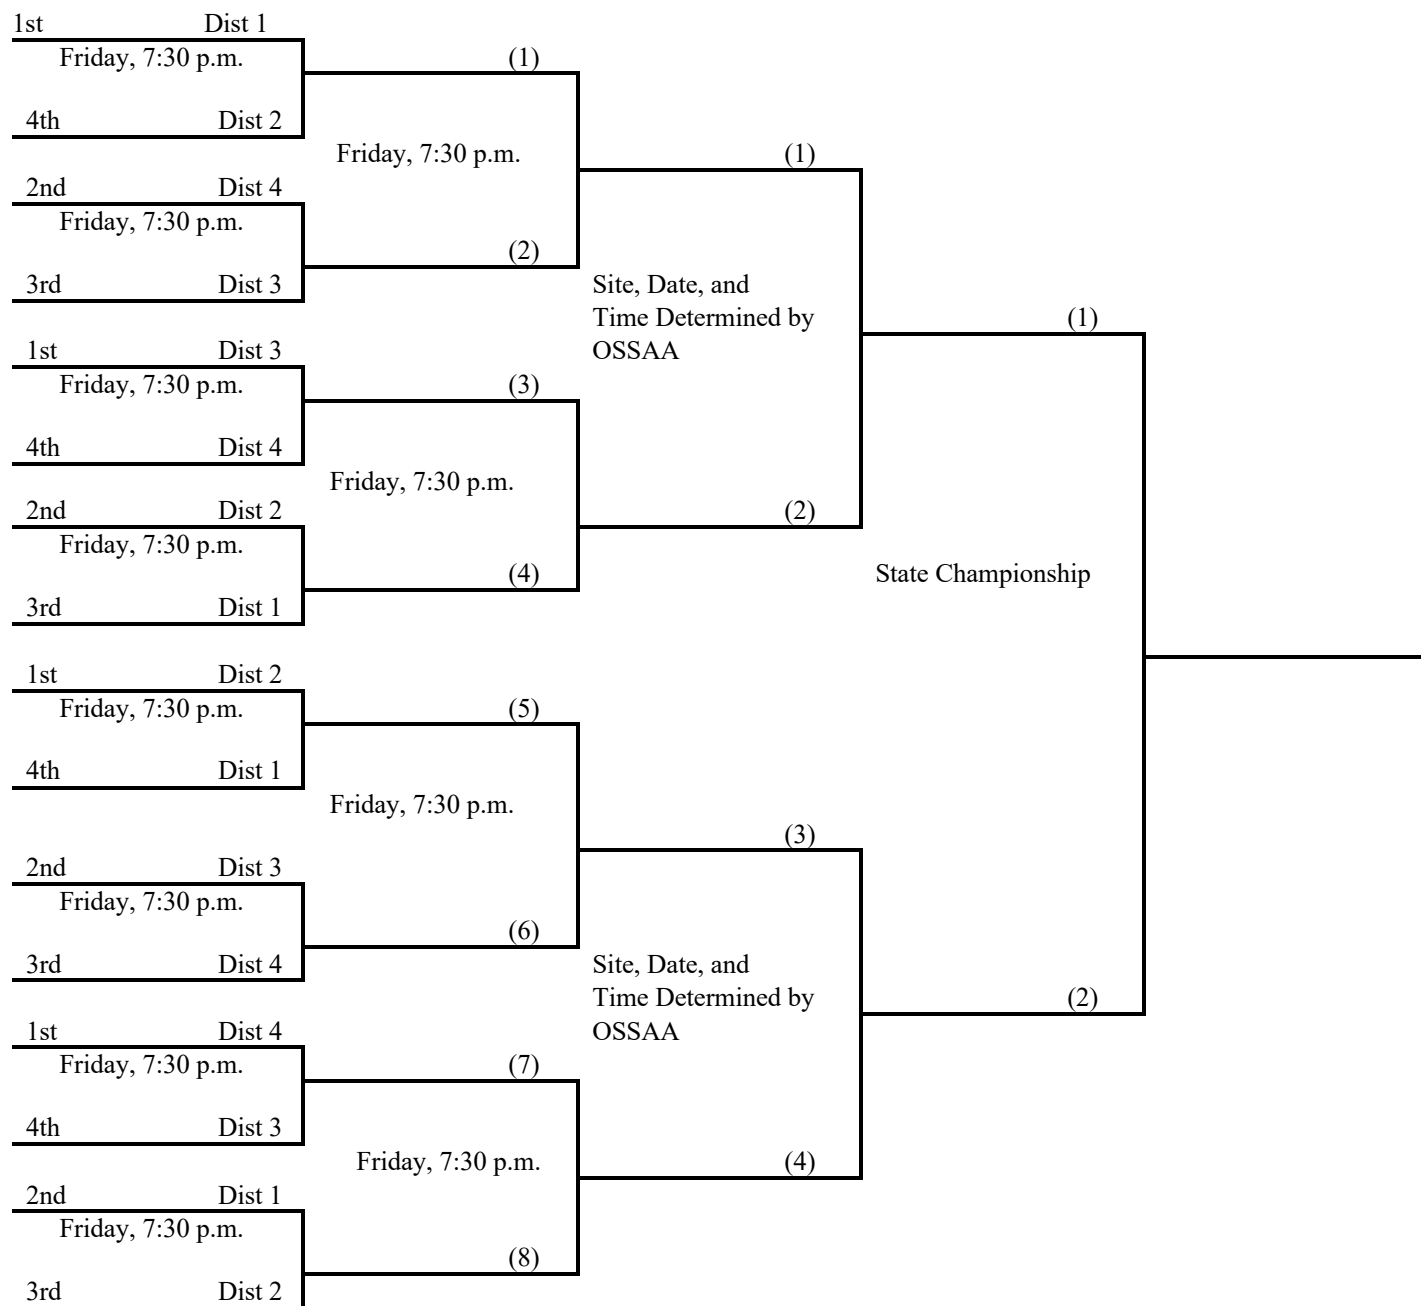 1st Dist 1
Friday, 7:30 p.m.
(1)
4th Dist 2
Friday, 7:30 p.m.
(1)
2nd Dist 4
Friday, 7:30 p.m.
(2)
3rd Dist 3
Site, Date, and
Time Determined by
OSSAA
(1)
1st Dist 3
Friday, 7:30 p.m.
(3)
4th Dist 4
Friday, 7:30 p.m.
2nd Dist 2
(2)
Friday, 7:30 p.m.
(4)
State Championship
3rd Dist 1
1st Dist 2
Friday, 7:30 p.m.
(5)
4th Dist 1
Friday, 7:30 p.m.
(3)
2nd Dist 3
Friday, 7:30 p.m.
(6)
3rd Dist 4
Site, Date, and
Time Determined by
OSSAA
(2)
1st Dist 4
Friday, 7:30 p.m.
(7)
4th Dist 3
Friday, 7:30 p.m.
(4)
2nd Dist 1
Friday, 7:30 p.m.
(8)
3rd Dist 2